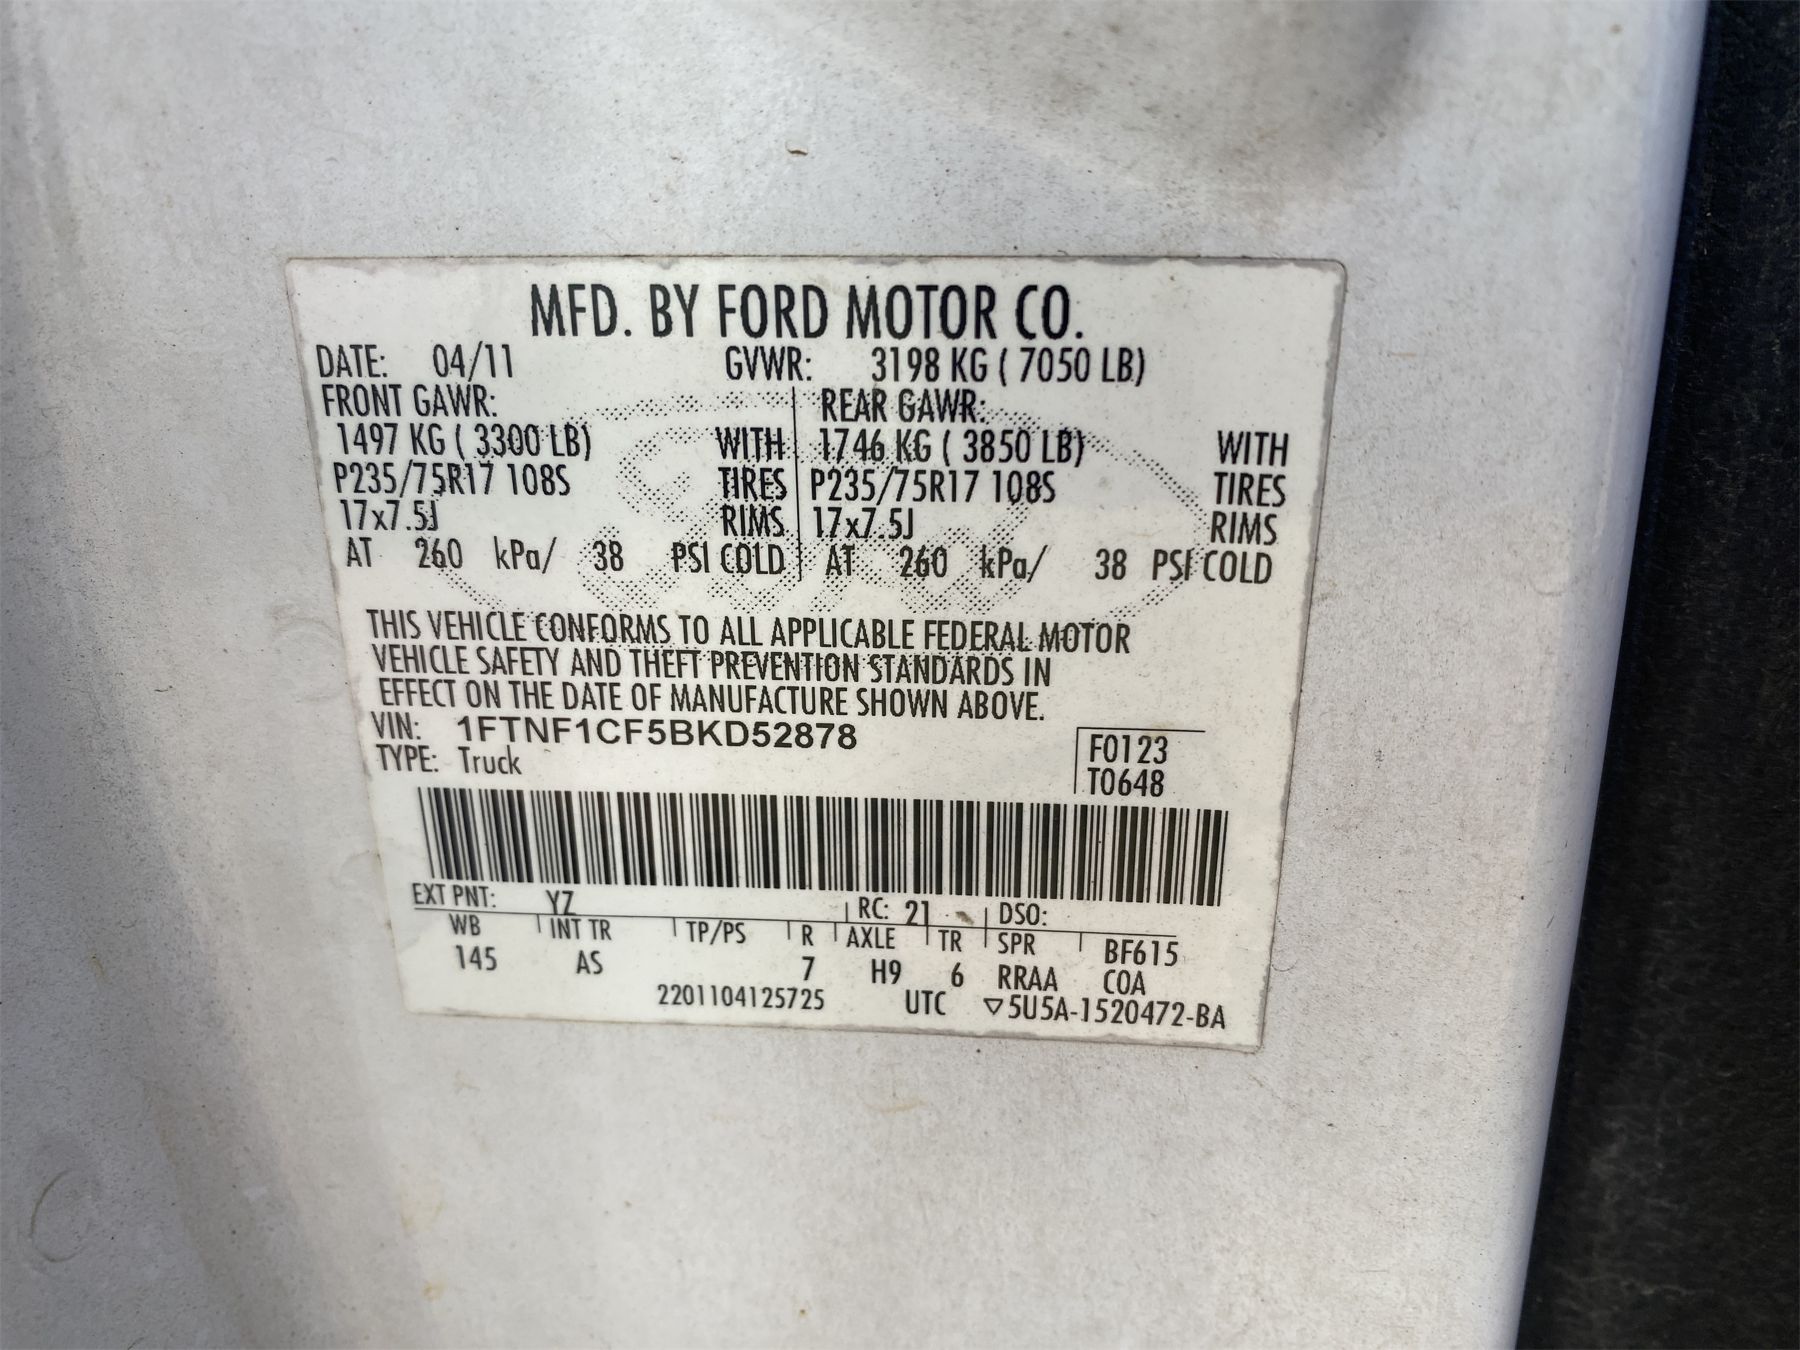 MFD. BY FORD MOTOR CO.
DATE: 04/11 GVWR: 3198 KG ( 7050 LB)
FRONT GAWR: REAR GAWR:
1497 KG ( 3300 LB) WITH 1746 KG ( 3850 LB) WITH
P235/75R17 108S TIRES P235/75R17 108S TIRES
17x7.5J RIMS 17x7.5J RIMS
AT 260 kPa/ 38 PSI COLD AT 260 kPa/ 38 PSI COLD
THIS VEHICLE CONFORMS TO ALL APPLICABLE FEDERAL MOTOR
VEHICLE SAFETY AND THEFT PREVENTION STANDARDS IN
EFFECT ON THE DATE OF MANUFACTURE SHOWN ABOVE.
VIN: 1FTNF1CF5BKD52878
TYPE: Truck
F0123
T0648
EXT PNT: YZ RC: 21 DSO:
WB INT TR TP/PS R AXLE TR SPR BF615
145 AS 7 H9 6 RRAA COA
2201104125725 UTC ▽5U5A-1520472-BA